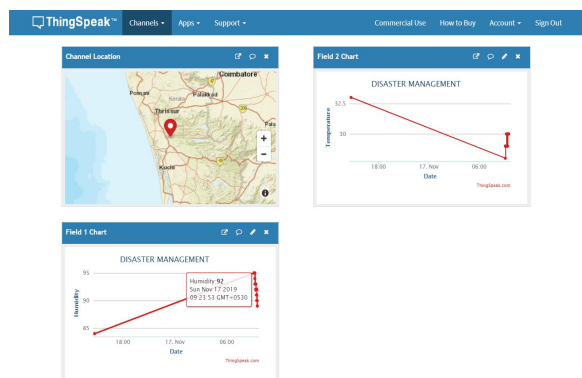 ThingSpeak™ Channels Apps Support Commercial Use How to Buy Account Sign Out
Channel Location
Coimbatore
Ponnani
Kerala
Palakkad
Thrissur
Kochi
+
−
Field 2 Chart
DISASTER MANAGEMENT
Temperature
32.5
30
18:00 17. Nov 06:00
Date
ThingSpeak.com
Field 1 Chart
DISASTER MANAGEMENT
Humidity
95
90
85
Humidity:92
Sun Nov 17 2019
09:23:53 GMT+0530
18:00 17. Nov 06:00
Date
ThingSpeak.com